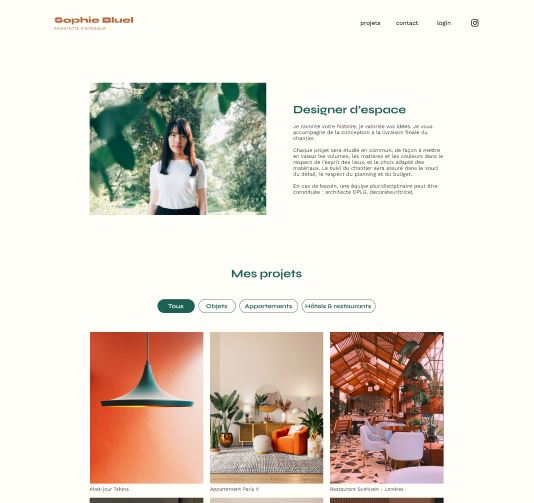 Sophie Bluel
ARCHITECTE D'INTÉRIEUR
projets
contact
login
Designer d'espace
Je raconte votre histoire, je valorise vos idées. Je vous
accompagne de la conception à la livraison finale du
chantier.
Chaque projet sera étudié en commun, de façon à mettre
en valeur les volumes, les matières et les couleurs dans le
respect de l'esprit des lieux, et le choix adapté des
matériaux. Le suivi du chantier sera assuré dans le souci
du détail, le respect du planning et du budget.
En cas de besoin, une équipe pluridisciplinaire peut être
constituée : architecte DPLG, décorateur(trice).
Mes projets
Tous
Objets
Appartements
Hôtels & restaurants
Abat-jour Tahina
Appartement Paris V
Restaurant Sushisen - Londres